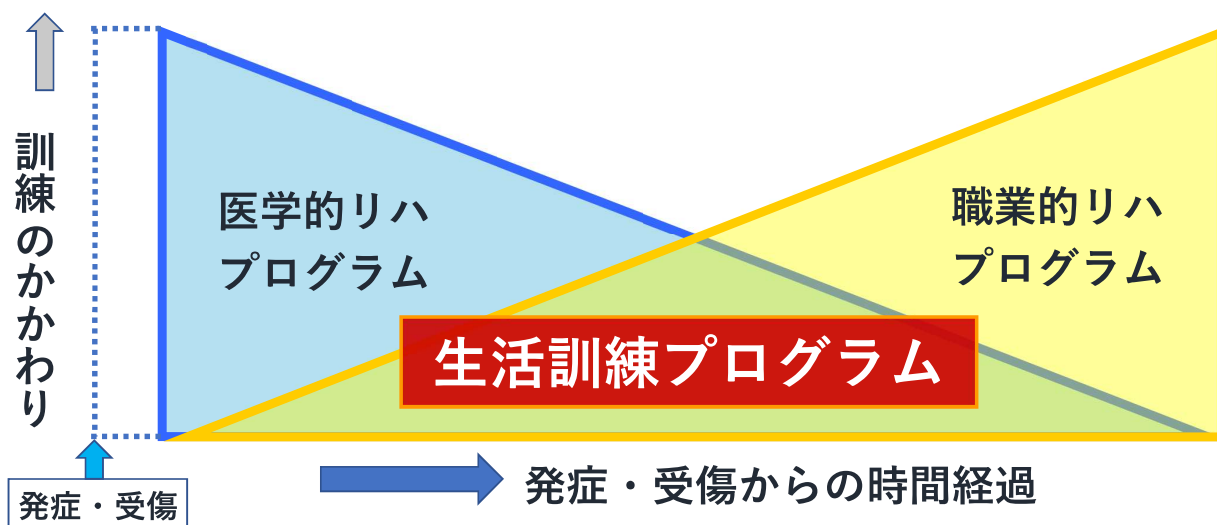 訓練のかかわり
医学的リハ
プログラム
職業的リハ
プログラム
生活訓練プログラム
発症・受傷からの時間経過
発症・受傷